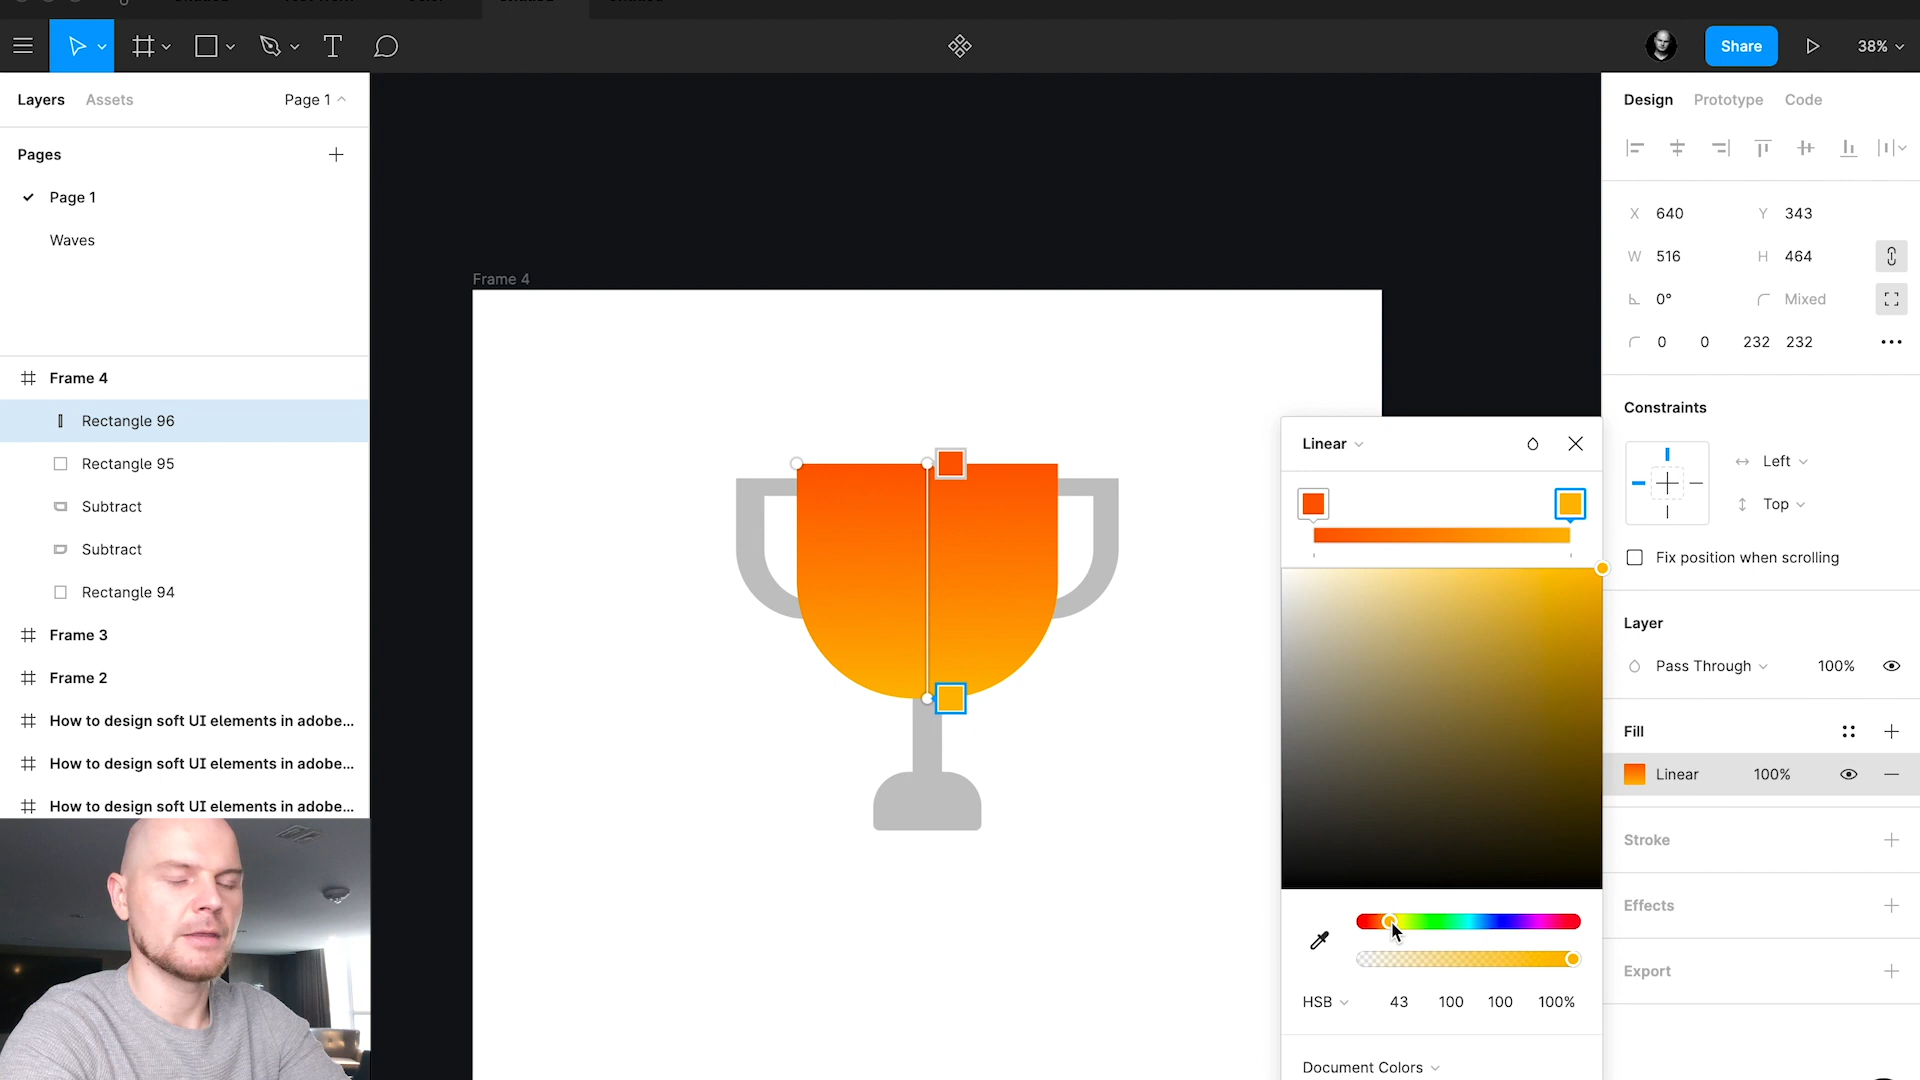 Share
38%
Layers
Assets
Page 1
Pages
Page 1
Waves
Frame 4
Rectangle 96
Rectangle 95
Subtract
Subtract
Rectangle 94
Frame 3
Frame 2
How to design soft UI elements in adobe...
How to design soft UI elements in adobe...
How to design soft UI elements in adobe...
Frame 4
Linear
HSB 43 100 100 100%
Document Colors
Design Prototype Code
X 640 Y 343
W 516 H 464
0° Mixed
0 0 232 232
Constraints
Left
Top
Fix position when scrolling
Layer
Pass Through 100%
Fill
Linear 100%
Stroke
Effects
Export